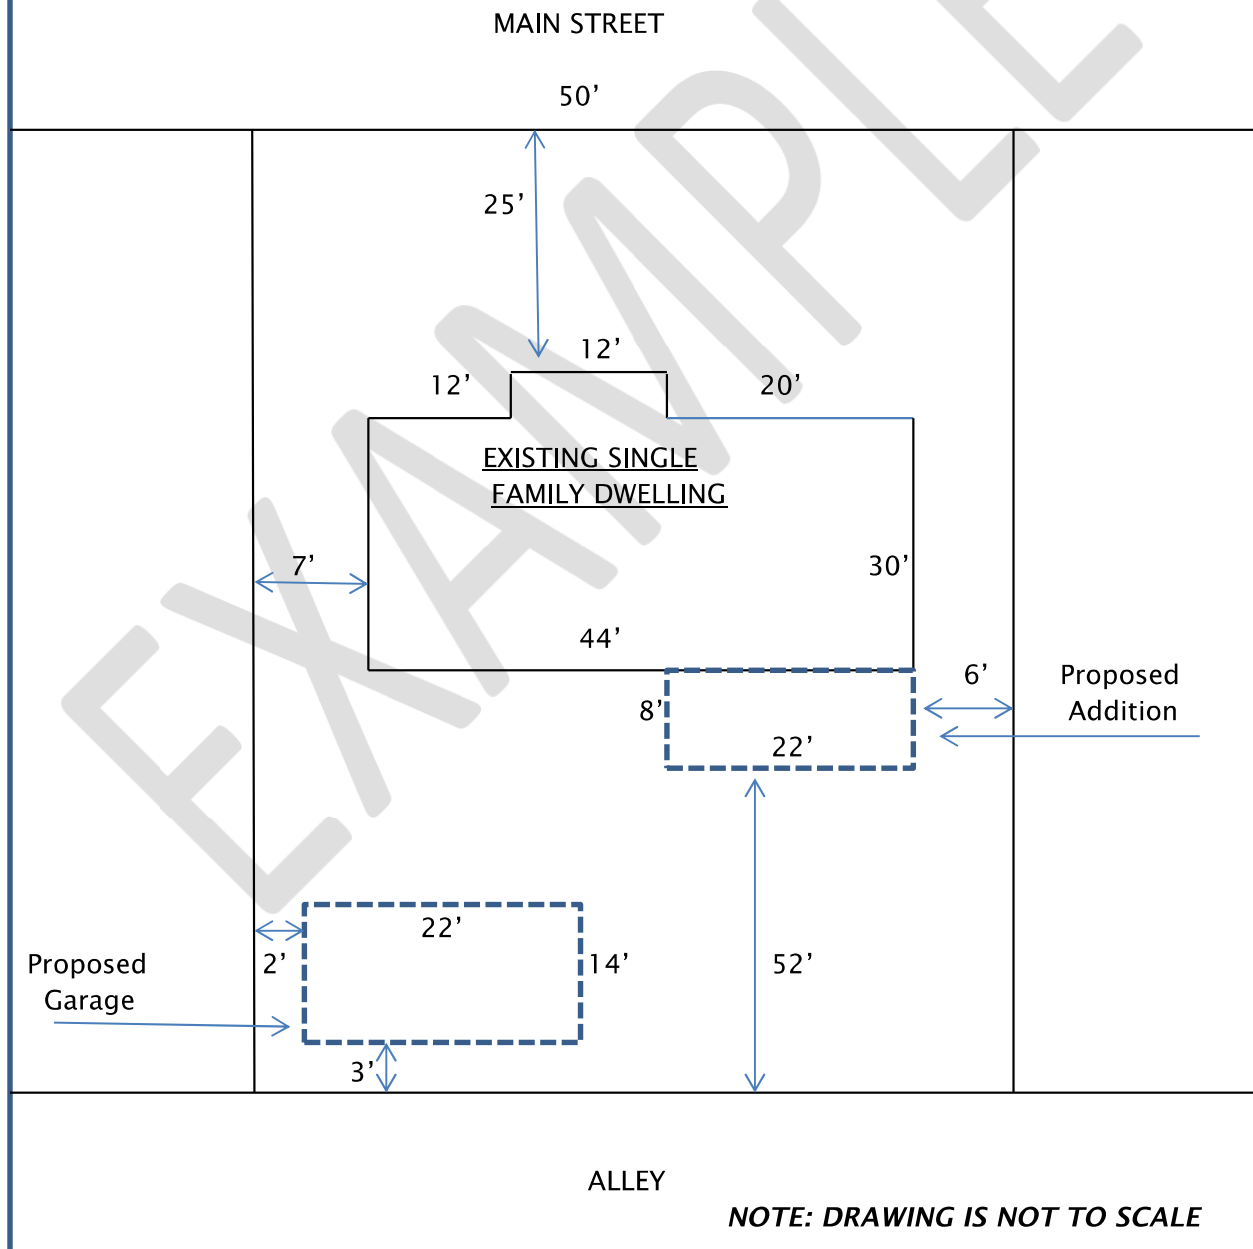 MAIN STREET
50’
25’
12’
12’
20’
EXISTING SINGLE
FAMILY DWELLING
7’
30’
44’
6’
Proposed
Addition
8’
22’
22’
Proposed
Garage
2’
14’
52’
3’
ALLEY
NOTE: DRAWING IS NOT TO SCALE
EXAMPLE